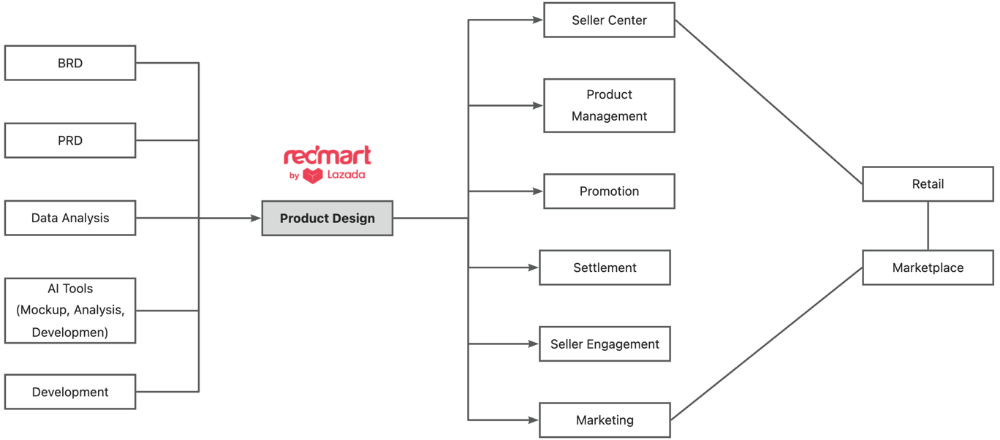 BRD
PRD
Data Analysis
AI Tools
(Mockup, Analysis,
Developmen)
Development
redmart
by Lazada
Product Design
Seller Center
Product
Management
Promotion
Settlement
Seller Engagement
Marketing
Retail
Marketplace